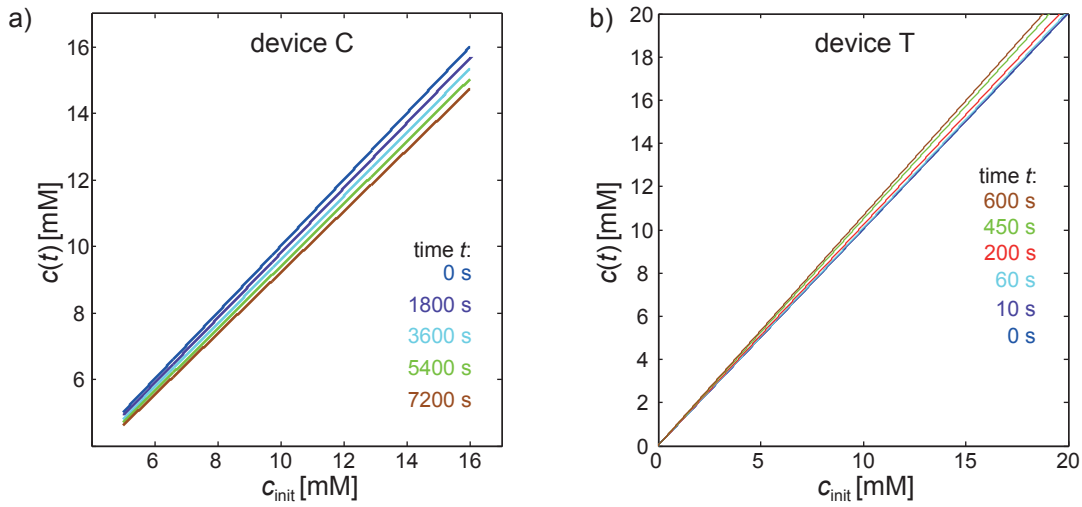 a)
device C
16
14
12
10
8
6
6
8
10
12
14
16
c(t) [mM]
c_init [mM]
time t:
0 s
1800 s
3600 s
5400 s
7200 s
b)
device T
20
18
16
14
12
10
8
6
4
2
0
0
5
10
15
20
c(t) [mM]
c_init [mM]
time t:
600 s
450 s
200 s
60 s
10 s
0 s